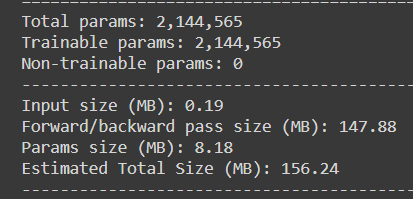 Total params: 2,144,565
Trainable params: 2,144,565
Non-trainable params: 0
----------------------------------------------------------------
Input size (MB): 0.19
Forward/backward pass size (MB): 147.88
Params size (MB): 8.18
Estimated Total Size (MB): 156.24
----------------------------------------------------------------